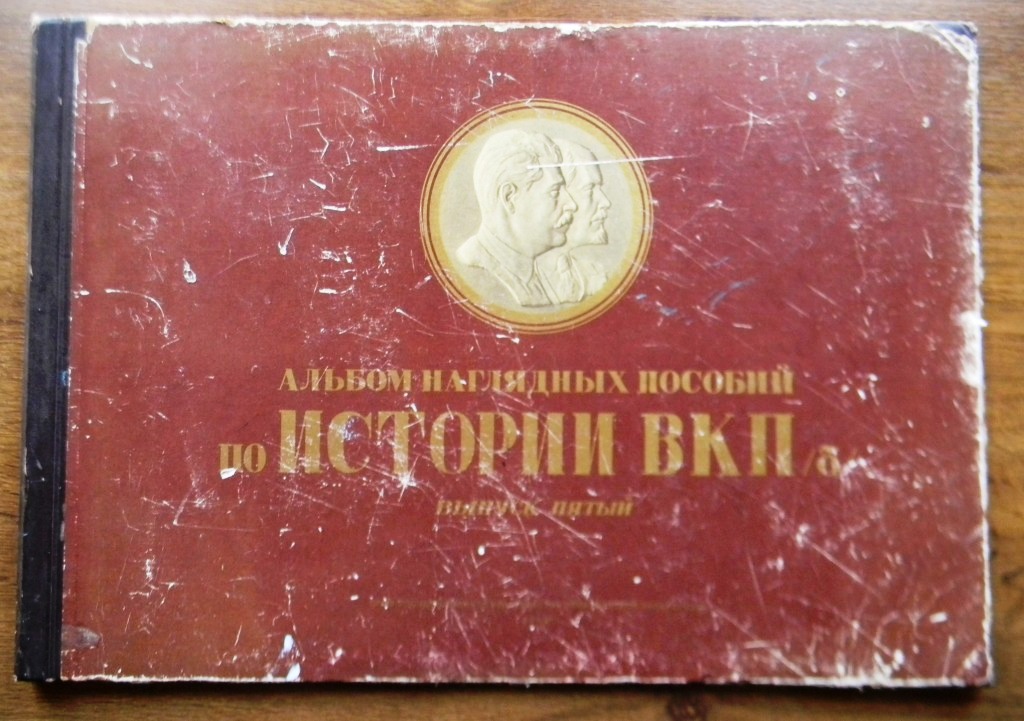 АЛЬБОМ НАГЛЯДНЫХ ПОСОБИЙ
ПО ИСТОРИИ ВКП/б
ВЫПУСК ПЯТЫЙ